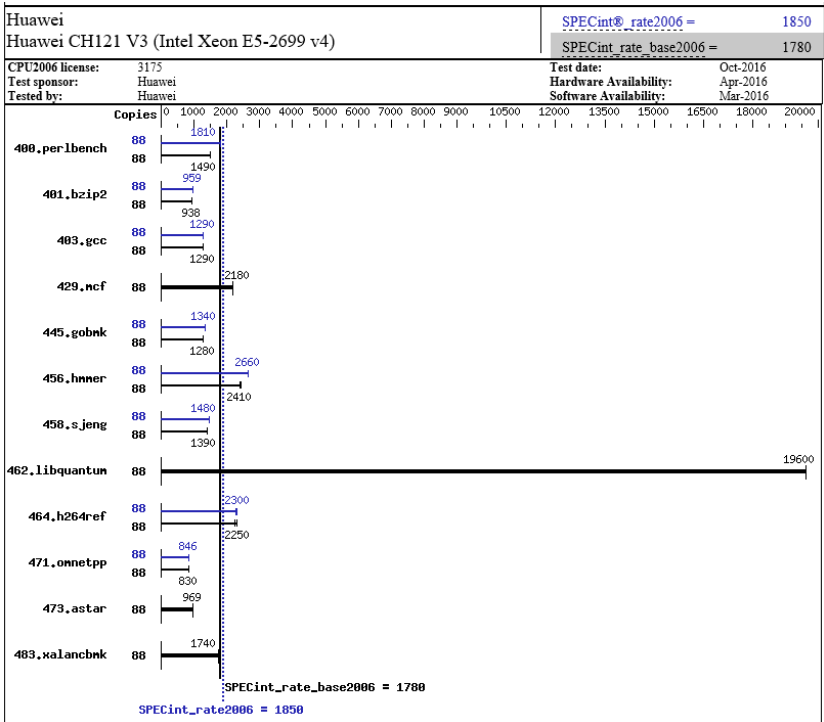 Huawei
SPECint®_rate2006 = 1850
Huawei CH121 V3 (Intel Xeon E5-2699 v4)
SPECint_rate_base2006 = 1780
CPU2006 license: 3175 Test date: Oct-2016
Test sponsor: Huawei Hardware Availability: Apr-2016
Tested by: Huawei Software Availability: Mar-2016
Copies 0 1000 2000 3000 4000 5000 6000 7000 8000 9000 10500 12000 13500 15000 16500 18000 20000
1810
400.perlbench 88
88
1490
959
401.bzip2 88
88
938
1290
403.gcc 88
88
1290
2180
429.mcf 88
1340
445.gobmk 88
88
1280
2660
456.hmmer 88
88
2410
1480
458.sjeng 88
88
1390
19600
462.libquantum 88
2300
464.h264ref 88
88
2250
846
471.omnetpp 88
88
830
969
473.astar 88
1740
483.xalancbmk 88
SPECint_rate_base2006 = 1780
SPECint_rate2006 = 1850